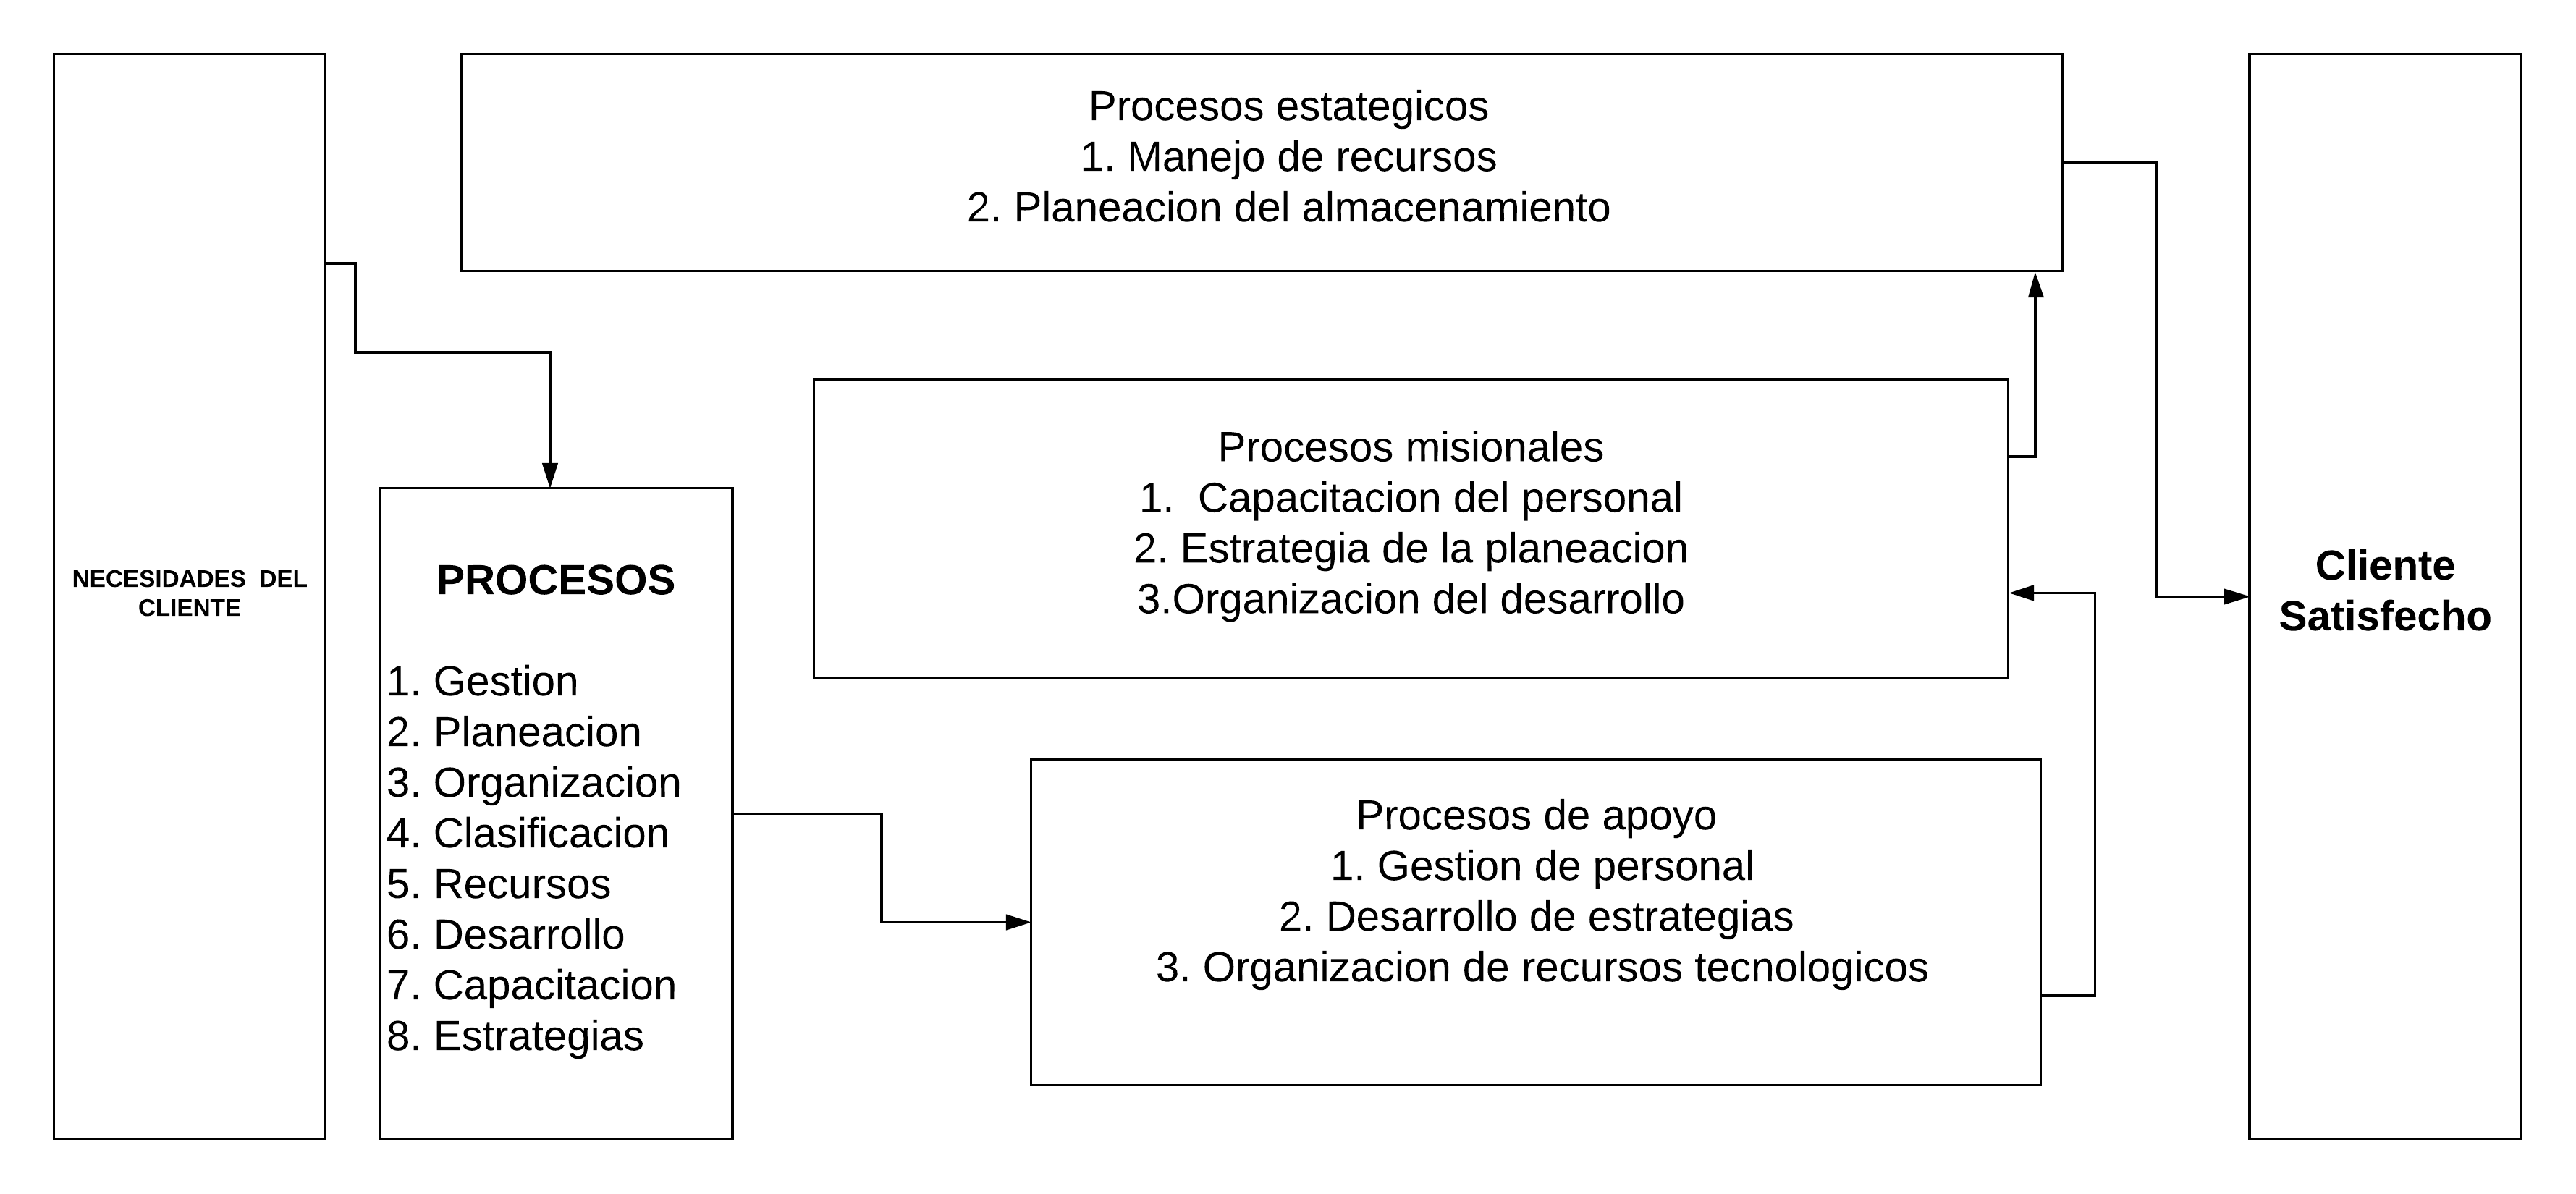 NECESIDADES DEL
CLIENTE
PROCESOS
1. Gestion
2. Planeacion
3. Organizacion
4. Clasificacion
5. Recursos
6. Desarrollo
7. Capacitacion
8. Estrategias
Procesos estategicos
1. Manejo de recursos
2. Planeacion del almacenamiento
Procesos misionales
1. Capacitacion del personal
2. Estrategia de la planeacion
3.Organizacion del desarrollo
Procesos de apoyo
1. Gestion de personal
2. Desarrollo de estrategias
3. Organizacion de recursos tecnologicos
Cliente
Satisfecho